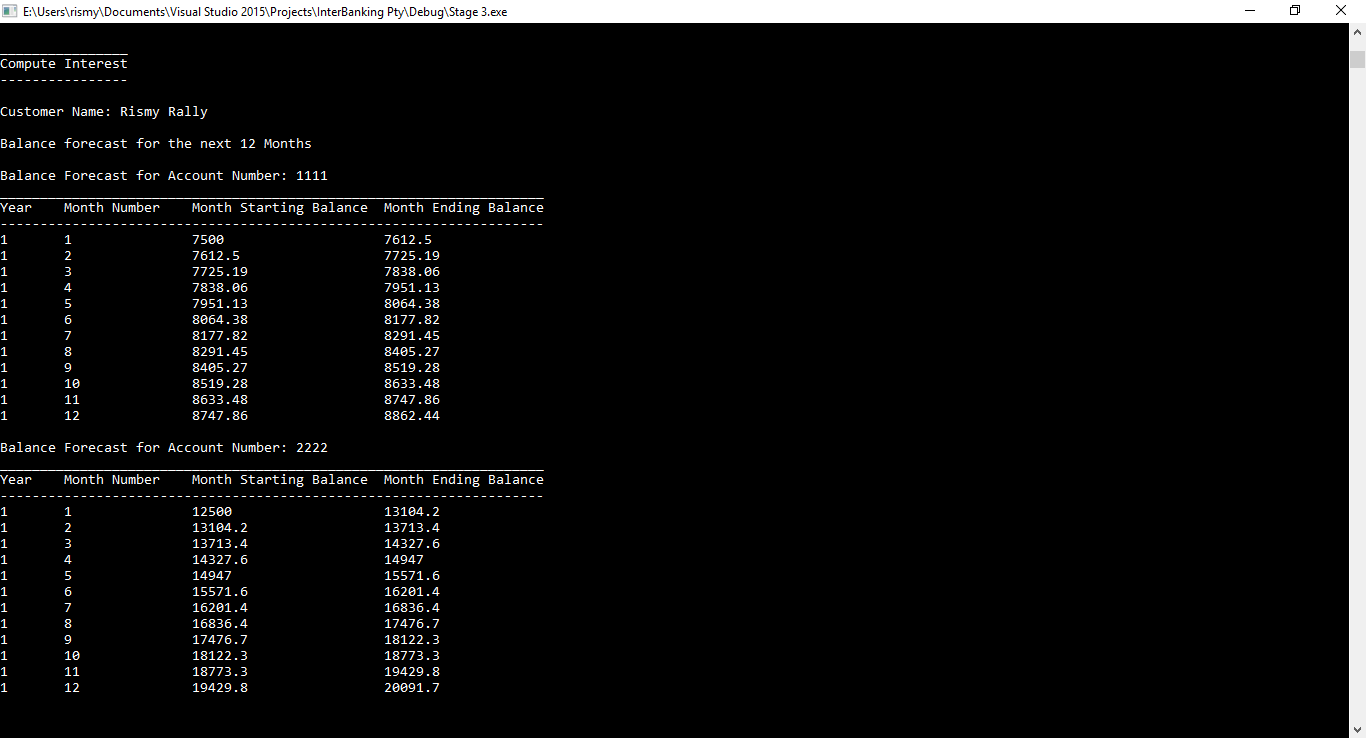 E:\Users\rismy\Documents\Visual Studio 2015\Projects\InterBanking Pty\Debug\Stage 3.exe
________________
Compute Interest
----------------
Customer Name: Rismy Rally
Balance forecast for the next 12 Months
Balance Forecast for Account Number: 1111
____________________________________________________________________
Year    Month Number    Month Starting Balance  Month Ending Balance
--------------------------------------------------------------------
1       1               7500                    7612.5
1       2               7612.5                  7725.19
1       3               7725.19                 7838.06
1       4               7838.06                 7951.13
1       5               7951.13                 8064.38
1       6               8064.38                 8177.82
1       7               8177.82                 8291.45
1       8               8291.45                 8405.27
1       9               8405.27                 8519.28
1       10              8519.28                 8633.48
1       11              8633.48                 8747.86
1       12              8747.86                 8862.44
Balance Forecast for Account Number: 2222
____________________________________________________________________
Year    Month Number    Month Starting Balance  Month Ending Balance
--------------------------------------------------------------------
1       1               12500                   13104.2
1       2               13104.2                 13713.4
1       3               13713.4                 14327.6
1       4               14327.6                 14947
1       5               14947                   15571.6
1       6               15571.6                 16201.4
1       7               16201.4                 16836.4
1       8               16836.4                 17476.7
1       9               17476.7                 18122.3
1       10              18122.3                 18773.3
1       11              18773.3                 19429.8
1       12              19429.8                 20091.7